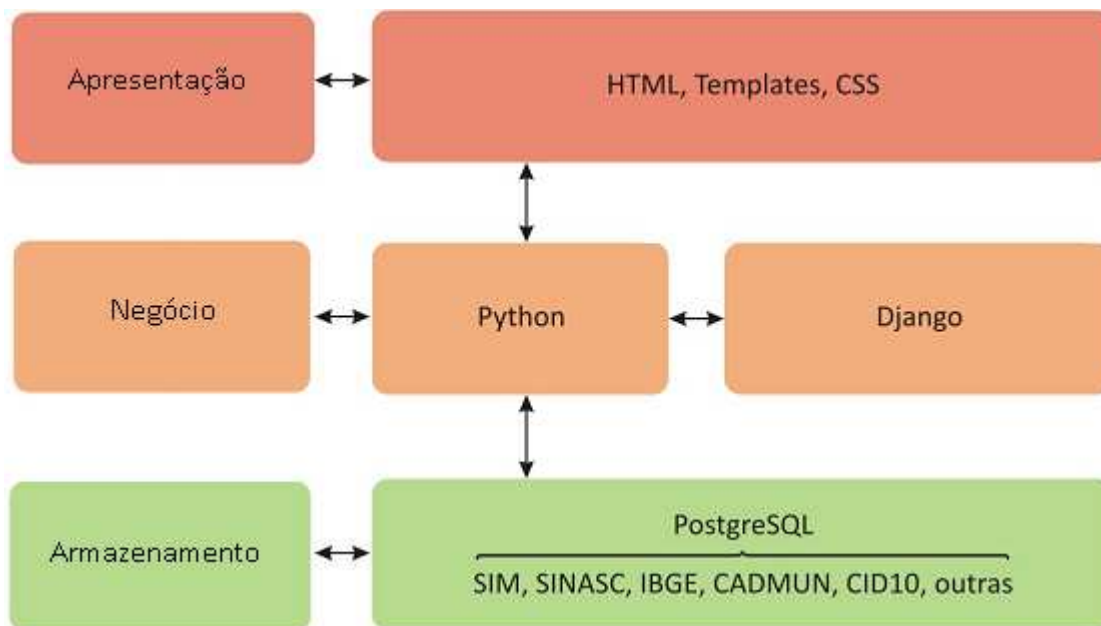 Apresentação
HTML, Templates, CSS
Negócio
Python
Django
Armazenamento
PostgreSQL
SIM, SINASC, IBGE, CADMUN, CID10, outras